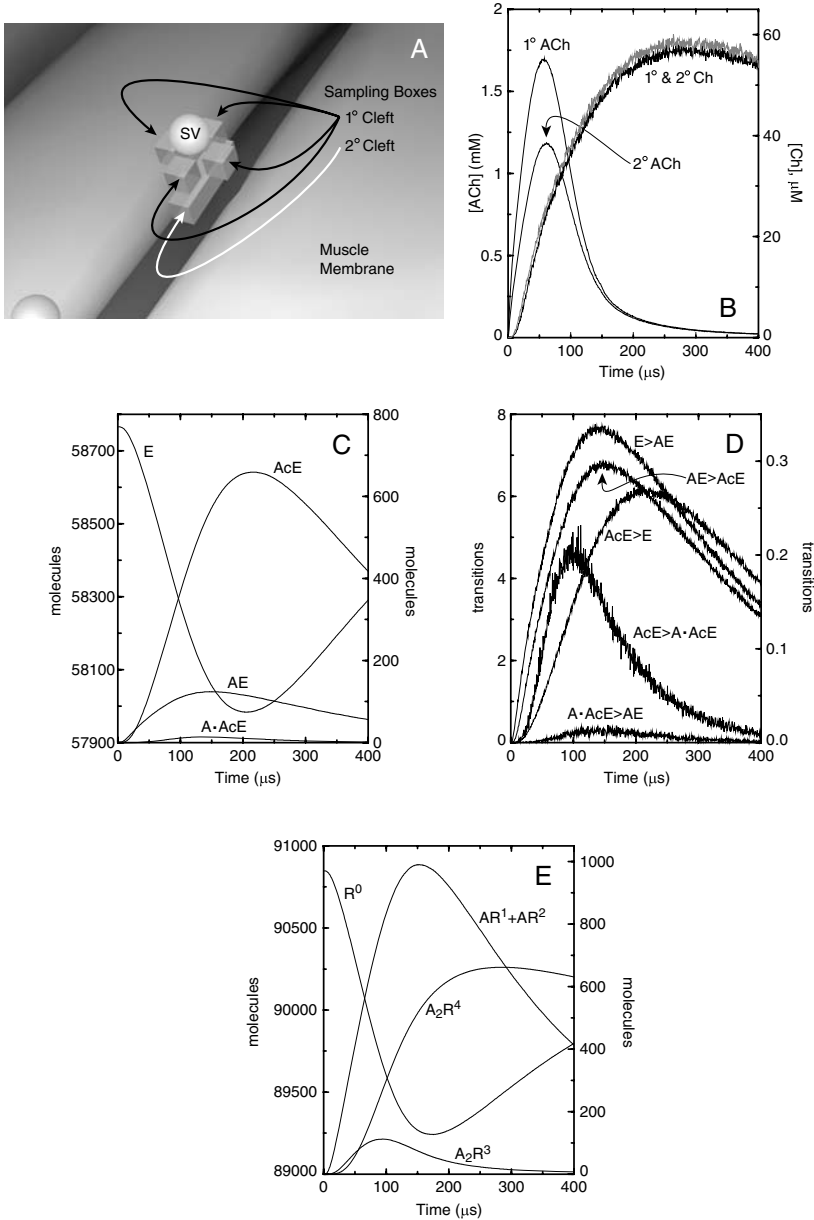 A
Sampling Boxes
1° Cleft
2° Cleft
SV
Muscle
Membrane
B
2
1.5
1
0.5
0
[ACh] (mM)
1° ACh
2° ACh
1° & 2° Ch
60
40
20
0
[Ch], μM
0 100 200 300 400
Time (μs)
C
58700
58500
58300
58100
57900
molecules
E
AcE
AE
A·AcE
800
600
400
200
0
molecules
0 100 200 300 400
Time (μs)
D
8
6
4
2
0
transitions
E>AE
AE>AcE
AcE>E
AcE>A·AcE
A·AcE>AE
0.3
0.2
0.1
0.0
transitions
0 100 200 300 400
Time (μs)
E
91000
90500
90000
89500
89000
molecules
R⁰
AR¹+AR²
A₂R⁴
A₂R³
1000
800
600
400
200
0
molecules
0 100 200 300 400
Time (μs)